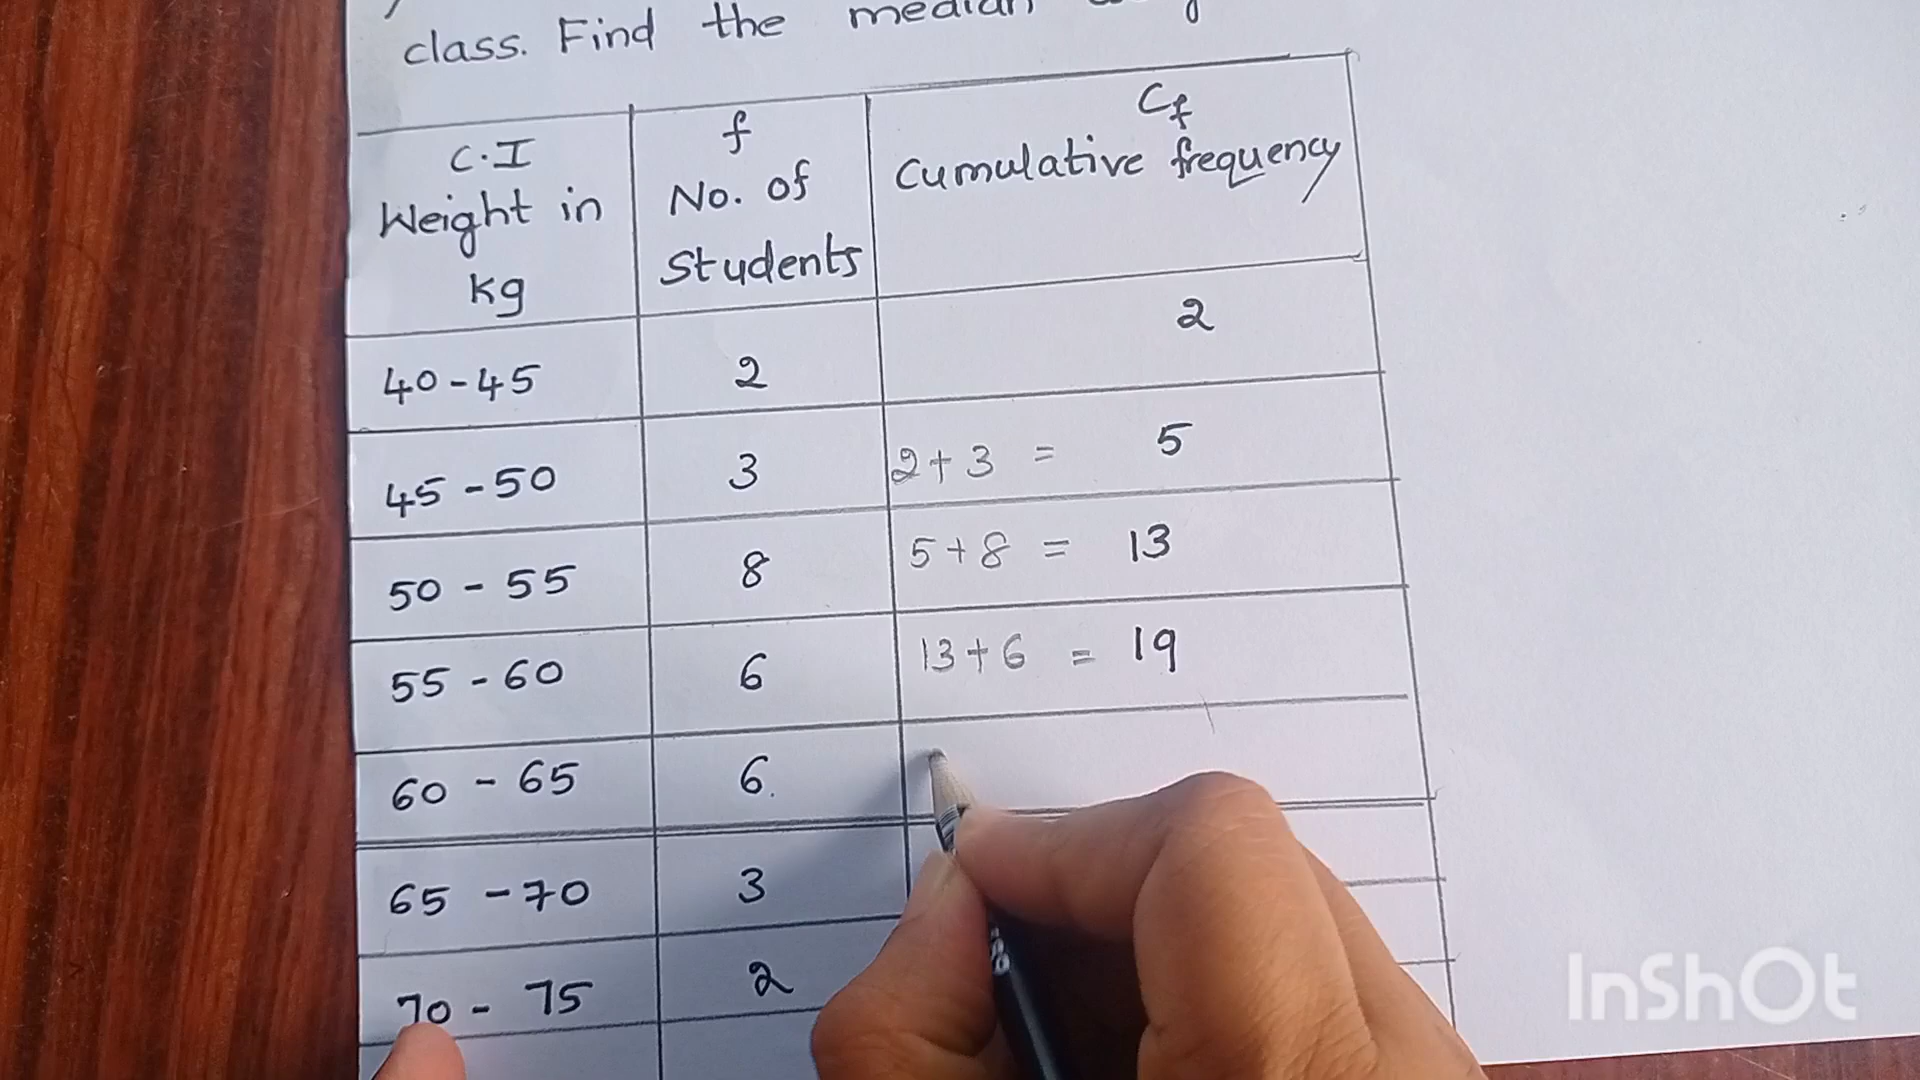 class. Find the median
C.I
Weight in
kg
f
No. of
Students
Cf
Cumulative frequency
40-45 2 2
45-50 3 2+3 = 5
50-55 8 5+8 = 13
55-60 6 13+6 = 19
60-65 6.
65-70 3
70-75 2
InShOt